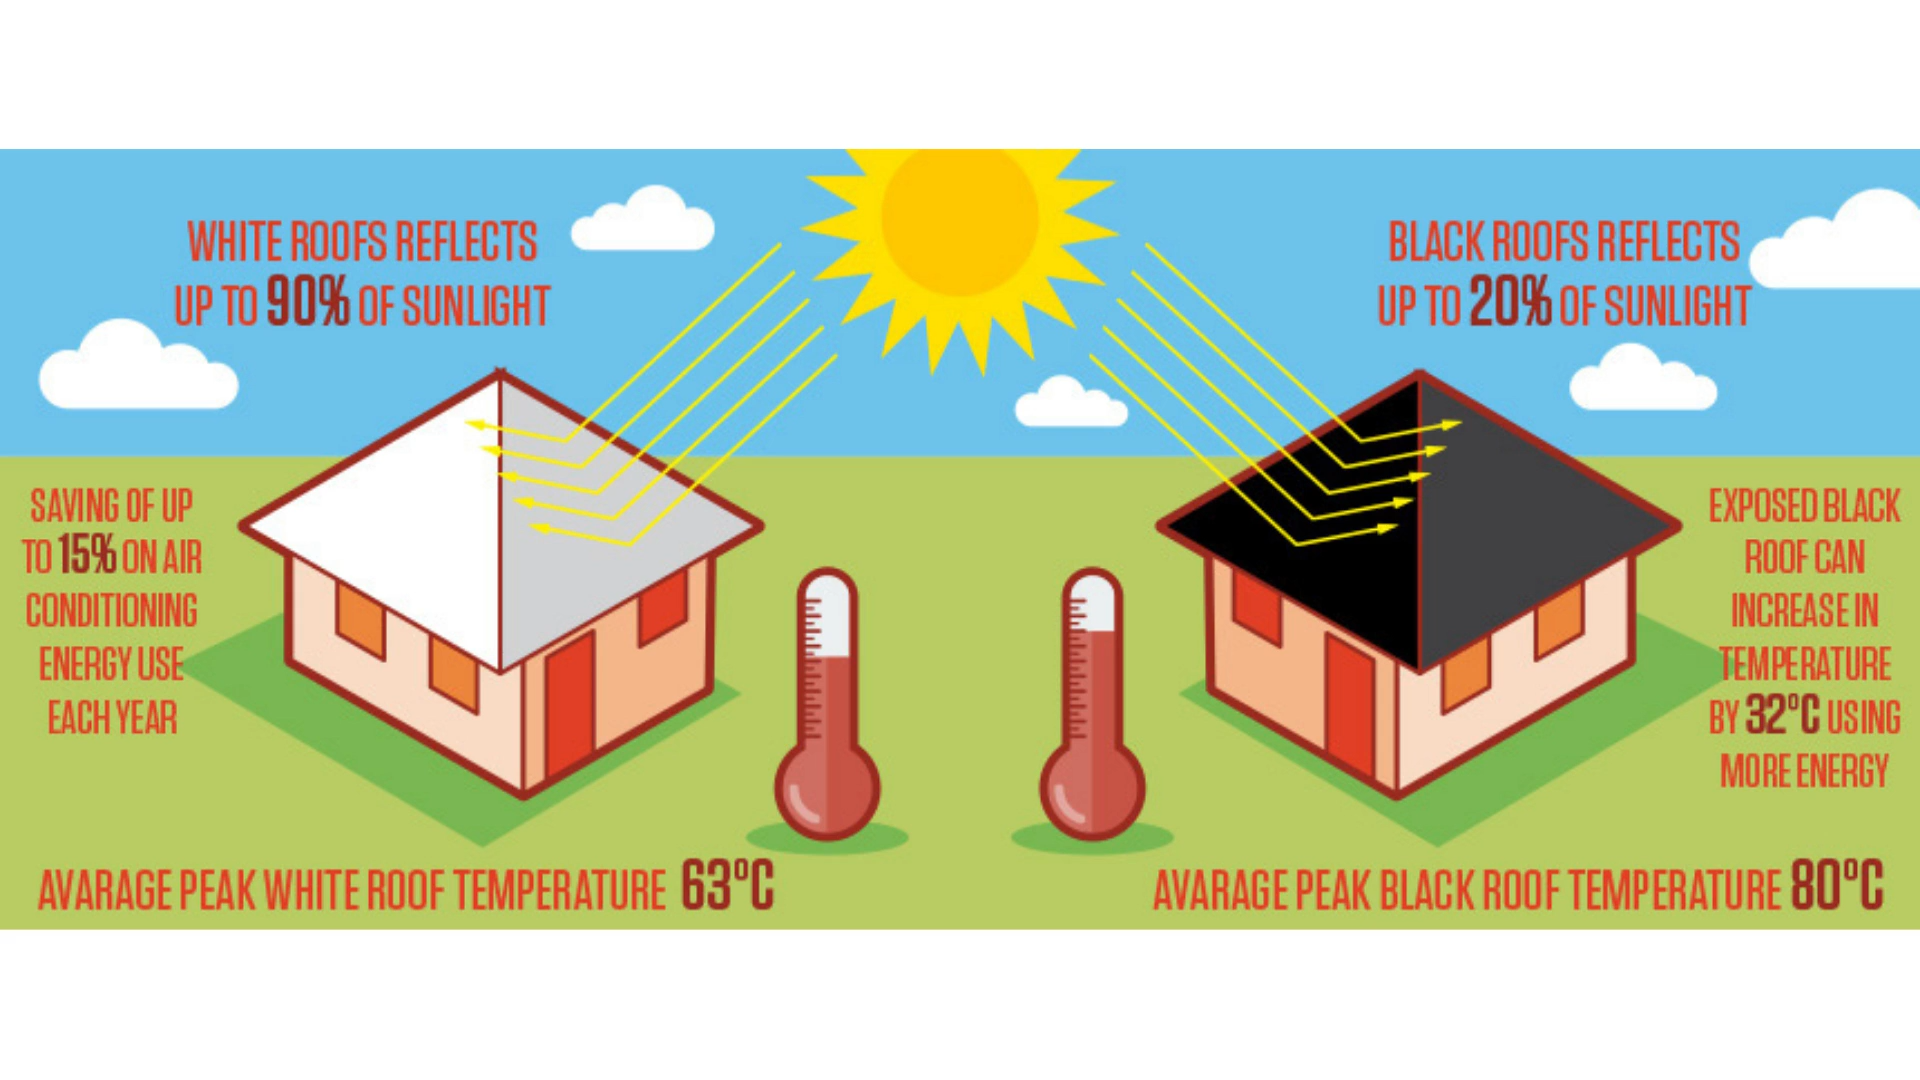 WHITE ROOFS REFLECTS
UP TO 90% OF SUNLIGHT
BLACK ROOFS REFLECTS
UP TO 20% OF SUNLIGHT
SAVING OF UP
TO 15% ON AIR
CONDITIONING
ENERGY USE
EACH YEAR
EXPOSED BLACK
ROOF CAN
INCREASE IN
TEMPERATURE
BY 32°C USING
MORE ENERGY
AVARAGE PEAK WHITE ROOF TEMPERATURE 63°C
AVARAGE PEAK BLACK ROOF TEMPERATURE 80°C